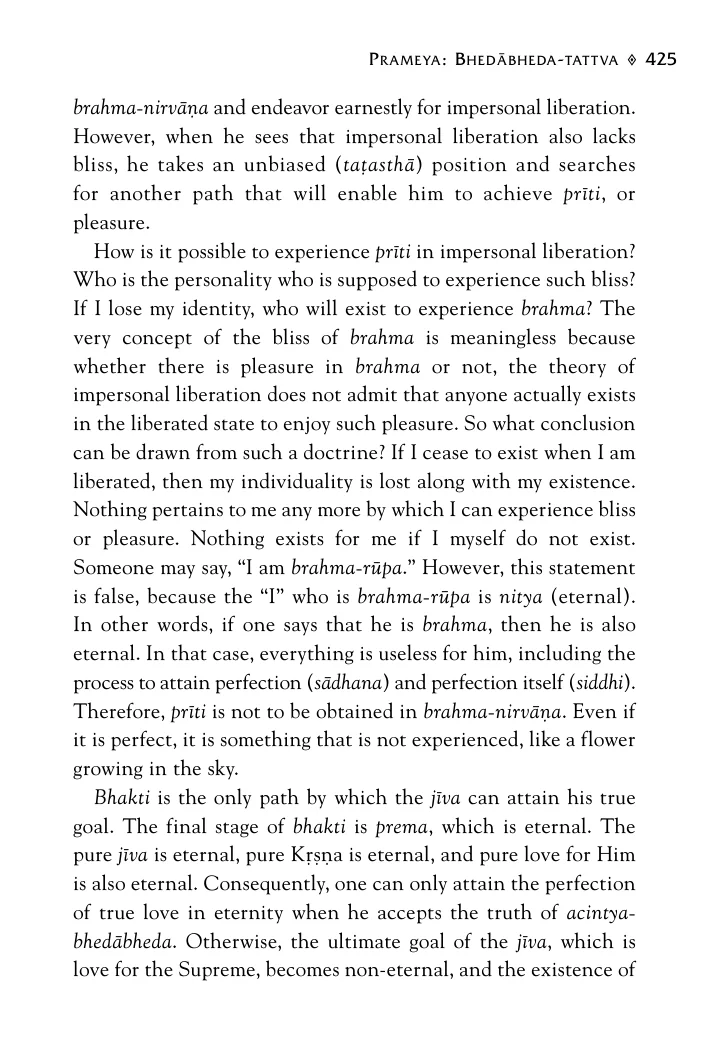 Prameya: Bhedābheda-tattva ◊ 425
brahma-nirvāṇa and endeavor earnestly for impersonal liberation.
However, when he sees that impersonal liberation also lacks
bliss, he takes an unbiased (taṭasthā) position and searches
for another path that will enable him to achieve prīti, or
pleasure.
How is it possible to experience prīti in impersonal liberation?
Who is the personality who is supposed to experience such bliss?
If I lose my identity, who will exist to experience brahma? The
very concept of the bliss of brahma is meaningless because
whether there is pleasure in brahma or not, the theory of
impersonal liberation does not admit that anyone actually exists
in the liberated state to enjoy such pleasure. So what conclusion
can be drawn from such a doctrine? If I cease to exist when I am
liberated, then my individuality is lost along with my existence.
Nothing pertains to me any more by which I can experience bliss
or pleasure. Nothing exists for me if I myself do not exist.
Someone may say, “I am brahma-rūpa.” However, this statement
is false, because the “I” who is brahma-rūpa is nitya (eternal).
In other words, if one says that he is brahma, then he is also
eternal. In that case, everything is useless for him, including the
process to attain perfection (sādhana) and perfection itself (siddhi).
Therefore, prīti is not to be obtained in brahma-nirvāṇa. Even if
it is perfect, it is something that is not experienced, like a flower
growing in the sky.
Bhakti is the only path by which the jīva can attain his true
goal. The final stage of bhakti is prema, which is eternal. The
pure jīva is eternal, pure Kṛṣṇa is eternal, and pure love for Him
is also eternal. Consequently, one can only attain the perfection
of true love in eternity when he accepts the truth of acintya-
bhedābheda. Otherwise, the ultimate goal of the jīva, which is
love for the Supreme, becomes non-eternal, and the existence of